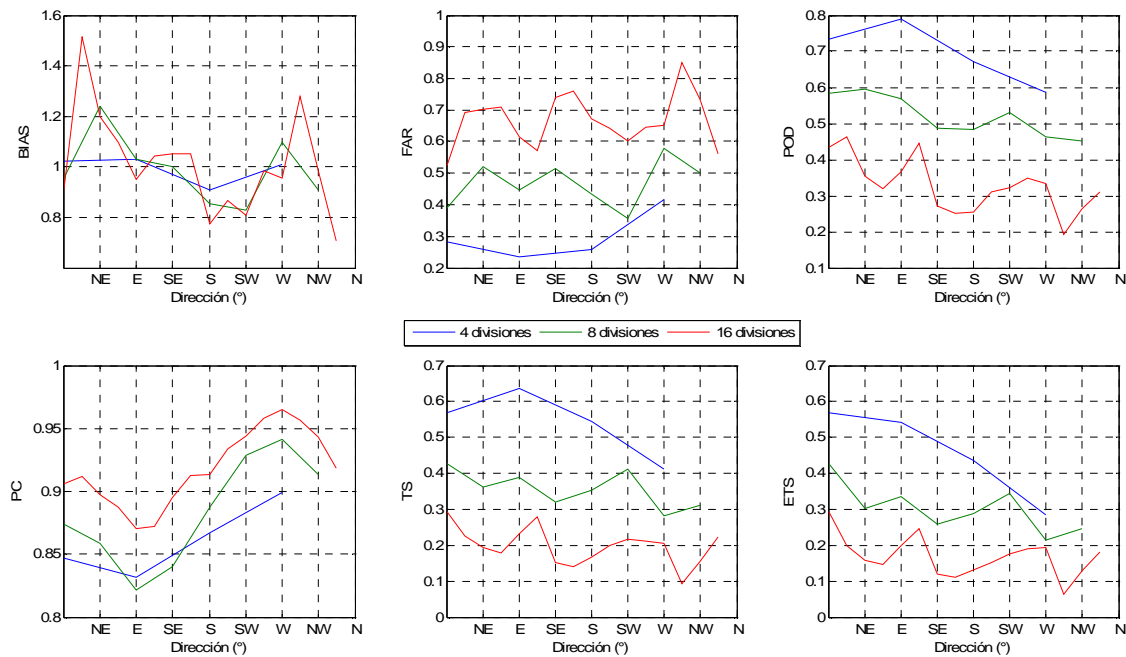 1.6
1.4
1.2
1
0.8
BIAS
NE E SE S SW W NW N
Dirección (°)
1
0.9
0.8
0.7
0.6
0.5
0.4
0.3
0.2
FAR
NE E SE S SW W NW N
Dirección (°)
0.8
0.7
0.6
0.5
0.4
0.3
0.2
0.1
POD
NE E SE S SW W NW N
Dirección (°)
4 divisiones 8 divisiones 16 divisiones
1
0.95
0.9
0.85
0.8
PC
NE E SE S SW W NW N
Dirección (°)
0.7
0.6
0.5
0.4
0.3
0.2
0.1
0
TS
NE E SE S SW W NW N
Dirección (°)
0.7
0.6
0.5
0.4
0.3
0.2
0.1
0
ETS
NE E SE S SW W NW N
Dirección (°)